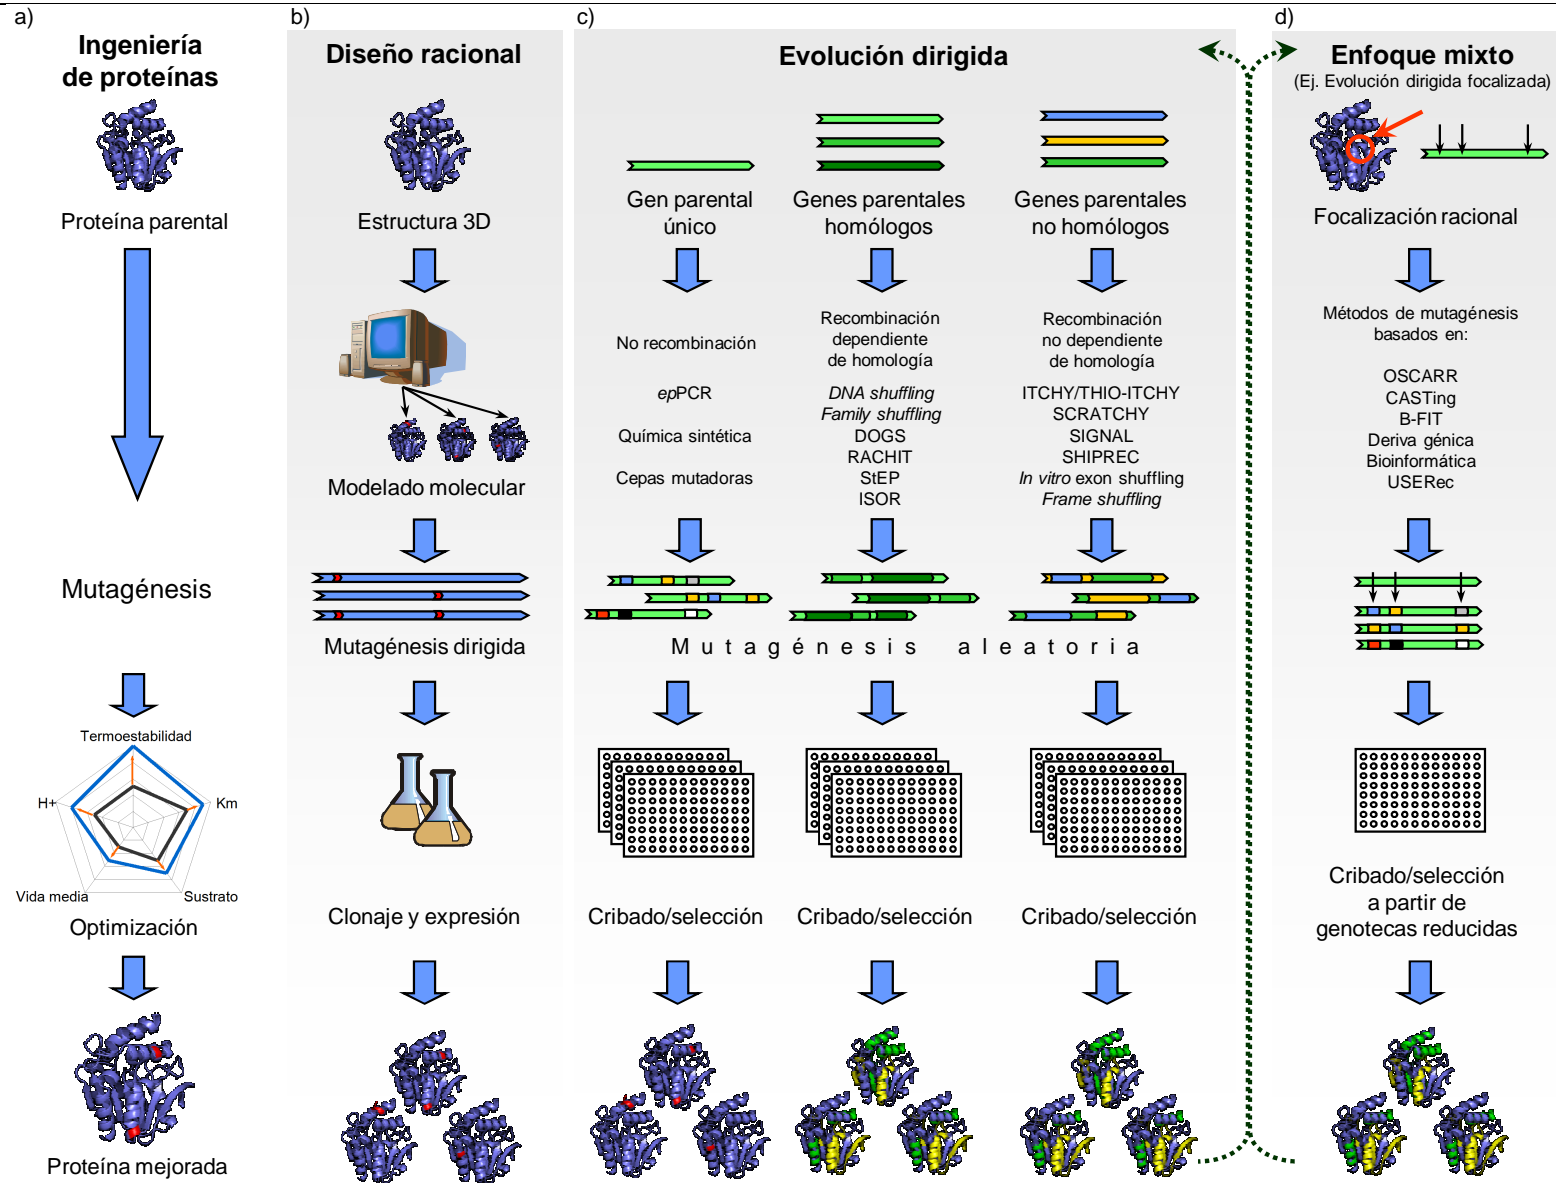 a)
Ingeniería
de proteínas
Proteína parental
Mutagénesis
Termoestabilidad
H+
Km
Vida media
Sustrato
Optimización
Proteína mejorada
b)
Diseño racional
Estructura 3D
Modelado molecular
Mutagénesis dirigida
Clonaje y expresión
c)
Evolución dirigida
Gen parental
único
No recombinación
epPCR
Química sintética
Cepas mutadoras
Genes parentales
homólogos
Recombinación
dependiente
de homología
DNA shuffling
Family shuffling
DOGS
RACHIT
StEP
ISOR
Genes parentales
no homólogos
Recombinación
no dependiente
de homología
ITCHY/THIO-ITCHY
SCRATCHY
SIGNAL
SHIPREC
In vitro exon shuffling
Frame shuffling
Mutagénesis aleatoria
Cribado/selección
Cribado/selección
Cribado/selección
d)
Enfoque mixto
(Ej. Evolución dirigida focalizada)
Focalización racional
Métodos de mutagénesis
basados en:
OSCARR
CASTing
B-FIT
Deriva génica
Bioinformática
USERec
Cribado/selección
a partir de
genotecas reducidas